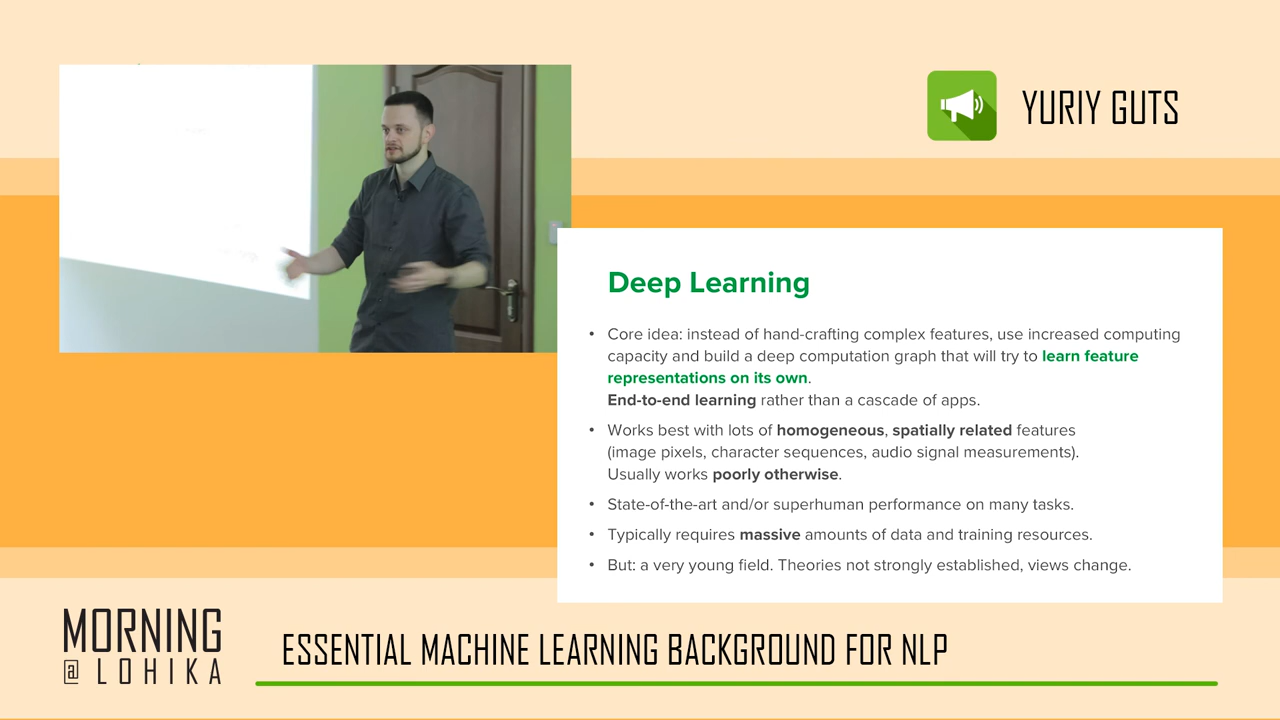 YURIY GUTS
Deep Learning
• Core idea: instead of hand-crafting complex features, use increased computing
capacity and build a deep computation graph that will try to learn feature
representations on its own.
End-to-end learning rather than a cascade of apps.
• Works best with lots of homogeneous, spatially related features
(image pixels, character sequences, audio signal measurements).
Usually works poorly otherwise.
• State-of-the-art and/or superhuman performance on many tasks.
• Typically requires massive amounts of data and training resources.
• But: a very young field. Theories not strongly established, views change.
MORNING
@ LOHIKA
ESSENTIAL MACHINE LEARNING BACKGROUND FOR NLP